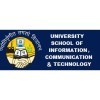 UNIVERSITY
SCHOOL OF
INFORMATION,
COMMUNICATION
& TECHNOLOGY